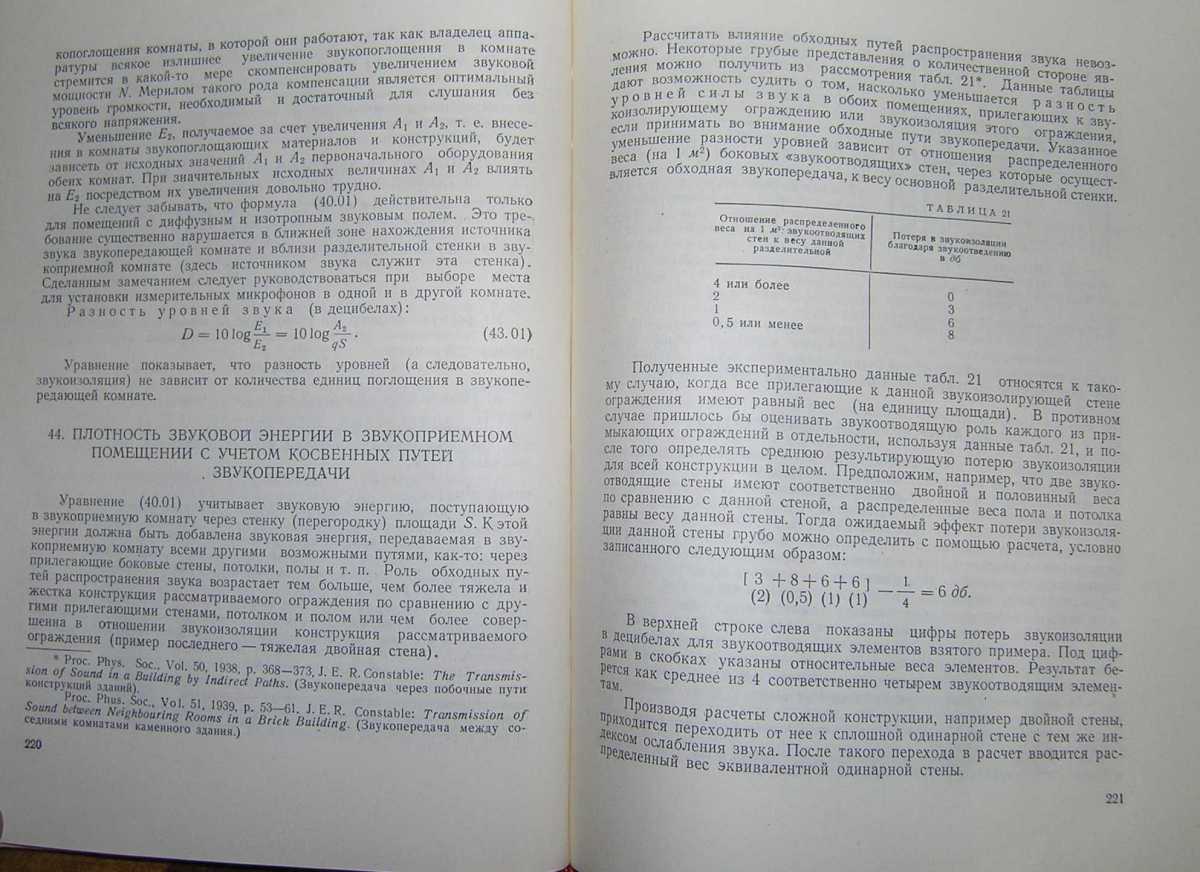 копоглощения комнаты, в которой они работают, так как владелец аппа-
ратуры всякое излишнее увеличение звукопоглощения в комнате
стремится в какой-то мере скомпенсировать увеличением звуковой
мощности N. Мерилом такого рода компенсации является оптимальный
уровень громкости, необходимый и достаточный для слушания без
всякого напряжения.
Уменьшение E₂, получаемое за счет увеличения A₁ и A₂, т. е. внесе-
ния в комнаты звукопоглощающих материалов и конструкций, будет
зависеть от исходных значений A₁ и A₂ первоначального оборудования
обеих комнат. При значительных исходных величинах A₁ и A₂ влиять
на E₂ посредством их увеличения довольно трудно.
Не следует забывать, что формула (40.01) действительна только
для помещений с диффузным и изотропным звуковым полем. Это тре-
бование существенно нарушается в ближней зоне нахождения источника
звука звукопередающей комнате и вблизи разделительной стенки в зву-
коприемной комнате (здесь источником звука служит эта стенка).
Сделанным замечанием следует руководствоваться при выборе места
для установки измерительных микрофонов в одной и в другой комнате.
Разность уровней звука (в децибелах):
D = 10 log E₁/E₂ = 10 log A₂/qS . (43.01)
Уравнение показывает, что разность уровней (а следовательно,
звукоизоляция) не зависит от количества единиц поглощения в звукопе-
редающей комнате.
44. ПЛОТНОСТЬ ЗВУКОВОЙ ЭНЕРГИИ В ЗВУКОПРИЕМНОМ
ПОМЕЩЕНИИ С УЧЕТОМ КОСВЕННЫХ ПУТЕЙ
ЗВУКОПЕРЕДАЧИ
Уравнение (40.01) учитывает звуковую энергию, поступающую
в звукоприемную комнату через стенку (перегородку) площади S. К этой
энергии должна быть добавлена звуковая энергия, передаваемая в зву-
коприемную комнату всеми другими возможными путями, как-то: через
прилегающие боковые стены, потолки, полы и т. п. Роль обходных пу-
тей распространения звука возрастает тем больше, чем более тяжела и
жестка конструкция рассматриваемого ограждения по сравнению с дру-
гими прилегающими стенами, потолком и полом или чем более совер-
шенна в отношении звукоизоляции конструкция рассматриваемого
ограждения (пример последнего — тяжелая двойная стена).
* Proc. Phys. Soc., Vol. 50, 1938, p. 368—373, J. E. R. Constable: The Transmis-
sion of Sound in a Building by Indirect Paths. (Звукопередача через побочные пути
конструкций зданий).
Proc. Phus. Soc., Vol. 51, 1939, p. 53—61. J. E. R. Constable: Transmission of
Sound between Neighbouring Rooms in a Brick Building. (Звукопередача между со-
седними комнатами каменного здания.)
220
Рассчитать влияние обходных путей распространения звука невоз-
можно. Некоторые грубые представления о количественной стороне яв-
ления можно получить из рассмотрения табл. 21*. Данные таблицы
дают возможность судить о том, насколько уменьшается разность
уровней силы звука в обоих помещениях, прилегающих к зву-
коизолирующему ограждению или звукоизоляция этого ограждения,
если принимать во внимание обходные пути звукопередачи. Указанное
уменьшение разности уровней зависит от отношения распределенного
веса (на 1 м²) боковых «звукоотводящих» стен, через которые осущест-
вляется обходная звукопередача, к весу основной разделительной стенки.
ТАБЛИЦА 21
Отношение распределенного
веса на 1 м² звукоотводящих
стен к весу данной
разделительной
Потеря в звукоизоляции
благодаря звукоотведению
в дб
4 или более 0
2 3
1 6
0,5 или менее 8
Полученные экспериментально данные табл. 21 относятся к тако-
му случаю, когда все прилегающие к данной звукоизолирующей стене
ограждения имеют равный вес (на единицу площади). В противном
случае пришлось бы оценивать звукоотводящую роль каждого из при-
мыкающих ограждений в отдельности, используя данные табл. 21, и по-
сле того определять среднюю результирующую потерю звукоизоляции
для всей конструкции в целом. Предположим, например, что две звуко-
отводящие стены имеют соответственно двойной и половинный веса
по сравнению с данной стеной, а распределенные веса пола и потолка
равны весу данной стены. Тогда ожидаемый эффект потери звукоизоля-
ции данной стены грубо можно определить с помощью расчета, условно
записанного следующим образом:
[ 3 + 8 + 6 + 6 ] — 1/4 = 6 дб.
(2) (0,5) (1) (1)
В верхней строке слева показаны цифры потерь звукоизоляции
в децибелах для звукоотводящих элементов взятого примера. Под циф-
рами в скобках указаны относительные веса элементов. Результат бе-
рется как среднее из 4 соответственно четырем звукоотводящим элемен-
там.
Производя расчеты сложной конструкции, например двойной стены,
приходится переходить от нее к сплошной одинарной стене с тем же ин-
дексом ослабления звука. После такого перехода в расчет вводится рас-
пределенный вес эквивалентной одинарной стены.
221